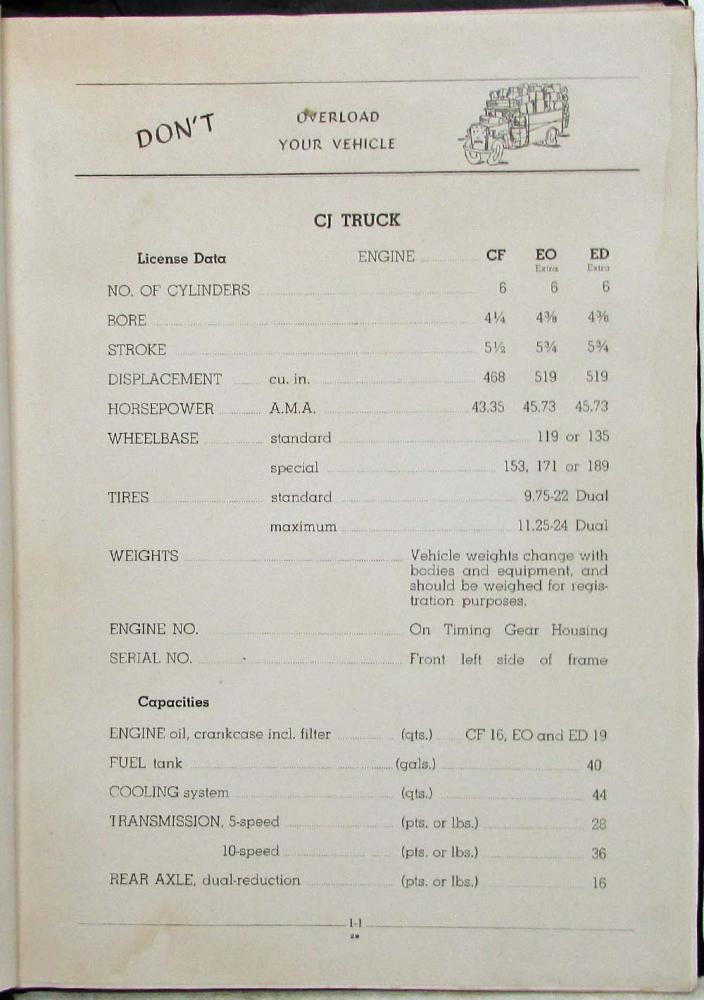 DON'T
OVERLOAD
YOUR VEHICLE
CJ TRUCK
License Data ENGINE CF EO ED
Extra Extra
NO. OF CYLINDERS 6 6 6
BORE 4¼ 4⅜ 4⅜
STROKE 5½ 5¾ 5¾
DISPLACEMENT cu. in. 468 519 519
HORSEPOWER A.M.A. 43.35 45.73 45.73
WHEELBASE standard 119 or 135
special 153, 171 or 189
TIRES standard 9.75-22 Dual
maximum 11.25-24 Dual
WEIGHTS Vehicle weights change with
bodies and equipment, and
should be weighed for regis-
tration purposes.
ENGINE NO. On Timing Gear Housing
SERIAL NO. Front left side of frame
Capacities
ENGINE oil, crankcase incl. filter (qts.) CF 16, EO and ED 19
FUEL tank (gals.) 40
COOLING system (qts.) 44
TRANSMISSION, 5-speed (pts. or lbs.) 28
10-speed (pts. or lbs.) 36
REAR AXLE, dual-reduction (pts. or lbs.) 16
1-1